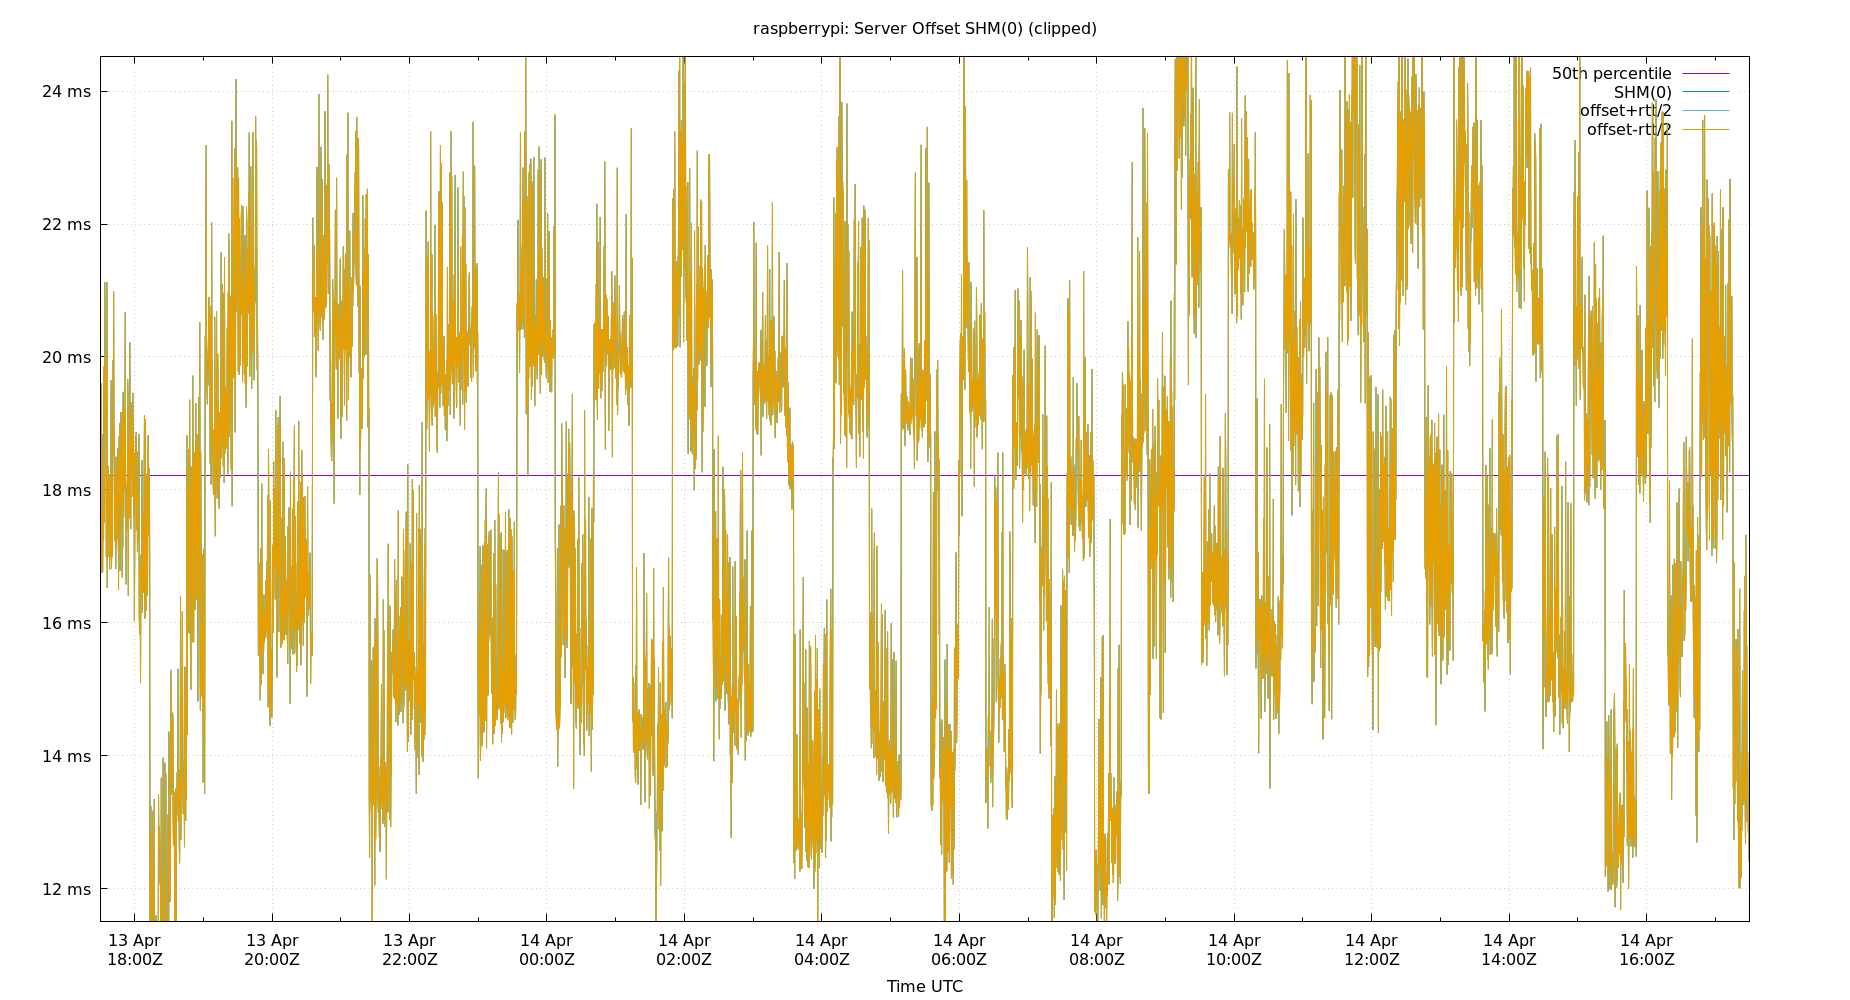 raspberrypi: Server Offset SHM(0) (clipped)
24 ms
22 ms
20 ms
18 ms
16 ms
14 ms
12 ms
50th percentile
SHM(0)
offset+rtt/2
offset-rtt/2
13 Apr 13 Apr 13 Apr 14 Apr 14 Apr 14 Apr 14 Apr 14 Apr 14 Apr 14 Apr 14 Apr 14 Apr
18:00Z 20:00Z 22:00Z 00:00Z 02:00Z 04:00Z 06:00Z 08:00Z 10:00Z 12:00Z 14:00Z 16:00Z
Time UTC